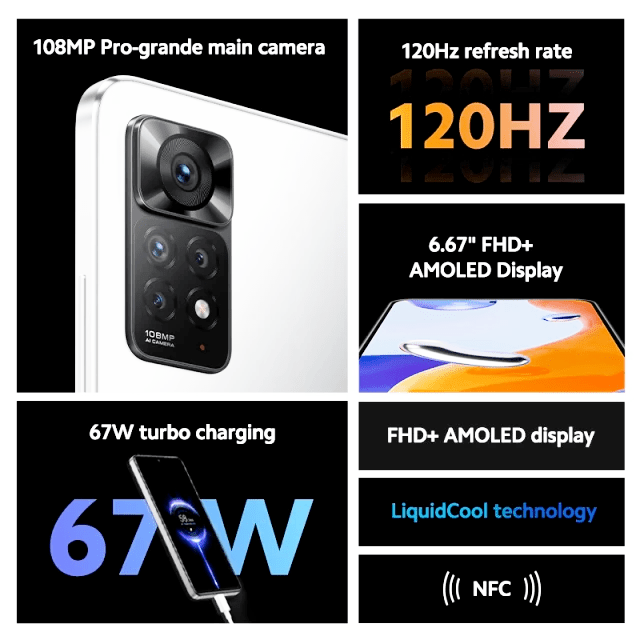 108MP Pro-grande main camera
108MP
AI CAMERA
120Hz refresh rate
120HZ
6.67" FHD+
AMOLED Display
67W turbo charging
67W
FHD+ AMOLED display
LiquidCool technology
NFC